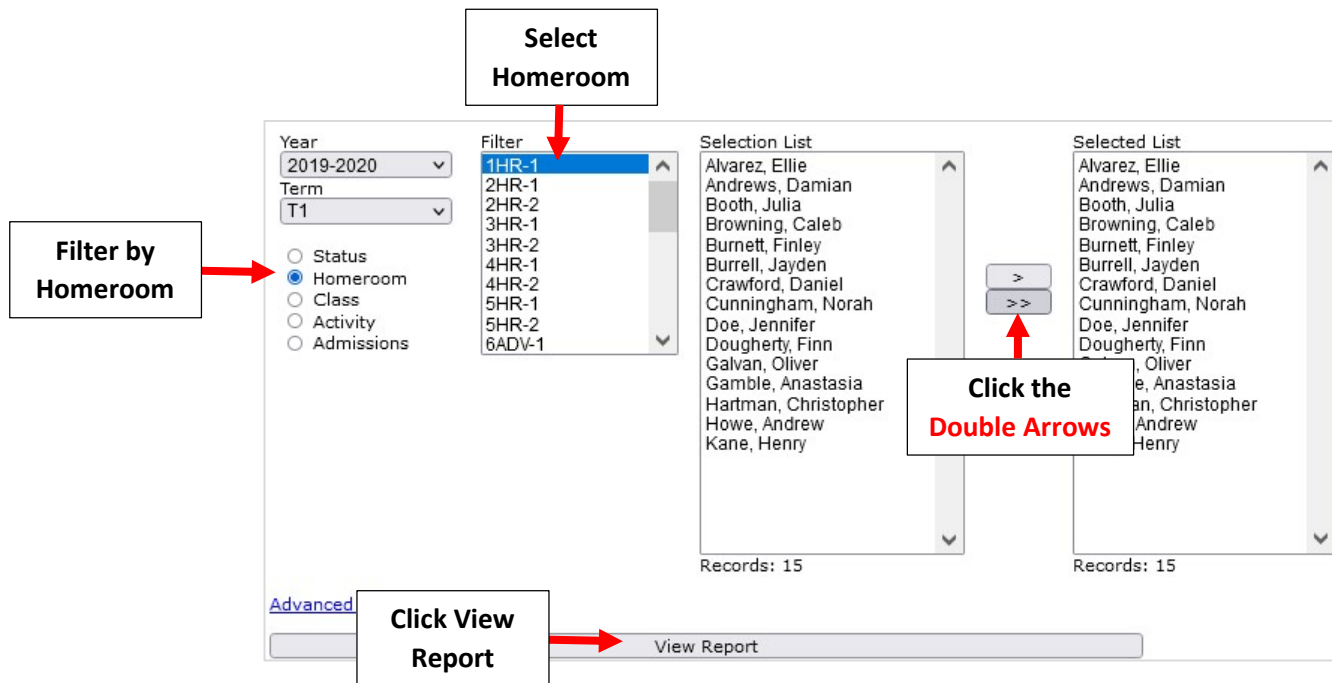 Select
Homeroom
Year
2019-2020
Term
T1
Filter by
Homeroom
Status
Homeroom
Class
Activity
Admissions
Filter
1HR-1
2HR-1
2HR-2
3HR-1
3HR-2
4HR-1
4HR-2
5HR-1
5HR-2
6ADV-1
Selection List
Alvarez, Ellie
Andrews, Damian
Booth, Julia
Browning, Caleb
Burnett, Finley
Burrell, Jayden
Crawford, Daniel
Cunningham, Norah
Doe, Jennifer
Dougherty, Finn
Galvan, Oliver
Gamble, Anastasia
Hartman, Christopher
Howe, Andrew
Kane, Henry
Records: 15
>
>>
Click the
Double Arrows
Selected List
Alvarez, Ellie
Andrews, Damian
Booth, Julia
Browning, Caleb
Burnett, Finley
Burrell, Jayden
Crawford, Daniel
Cunningham, Norah
Doe, Jennifer
Dougherty, Finn
Oliver
Anastasia
Christopher
Andrew
Henry
Records: 15
Advanced
Click View
Report
View Report